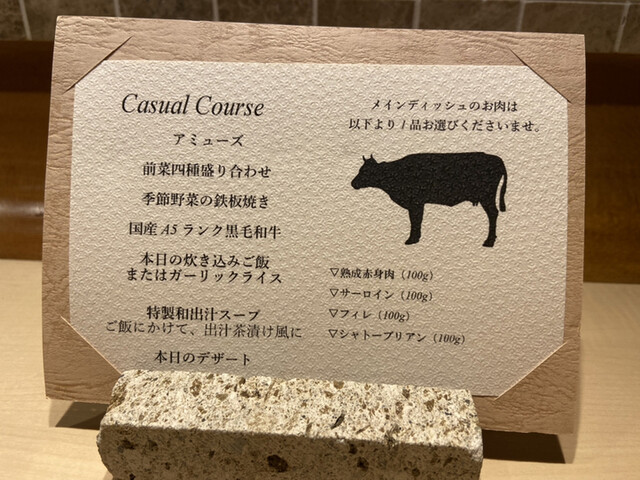 Casual Course
アミューズ
前菜四種盛り合わせ
季節野菜の鉄板焼き
国産A5ランク黒毛和牛
本日の炊き込みご飯
またはガーリックライス
特製和出汁スープ
ご飯にかけて、出汁茶漬け風に
本日のデザート
メインディッシュのお肉は
以下より1品お選びくださいませ。
▽熟成赤身肉（100g）
▽サーロイン（100g）
▽フィレ（100g）
▽シャトーブリアン（100g）